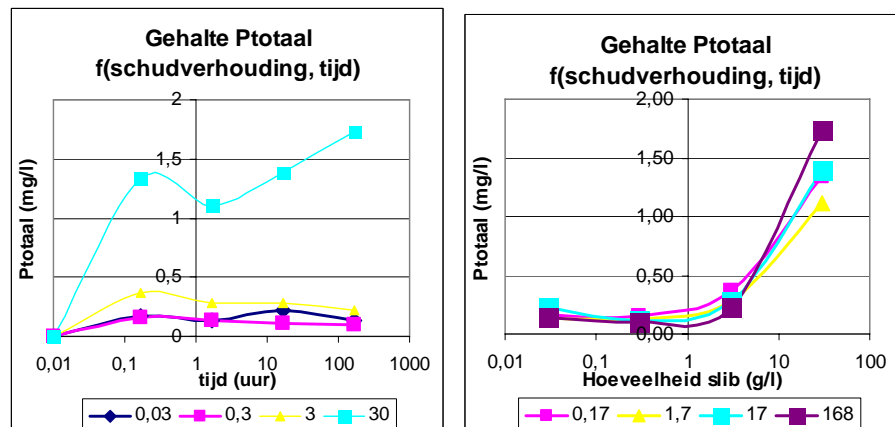 Gehalte Ptotaal
f(schudverhouding, tijd)
Ptotaal (mg/l)
2
1,5
1
0,5
0
0,01 0,1 1 10 100 1000
tijd (uur)
0,03 0,3 3 30
Gehalte Ptotaal
f(schudverhouding, tijd)
Ptotaal (mg/l)
2,00
1,50
1,00
0,50
0,00
0,01 0,1 1 10 100
Hoeveelheid slib (g/l)
0,17 1,7 17 168